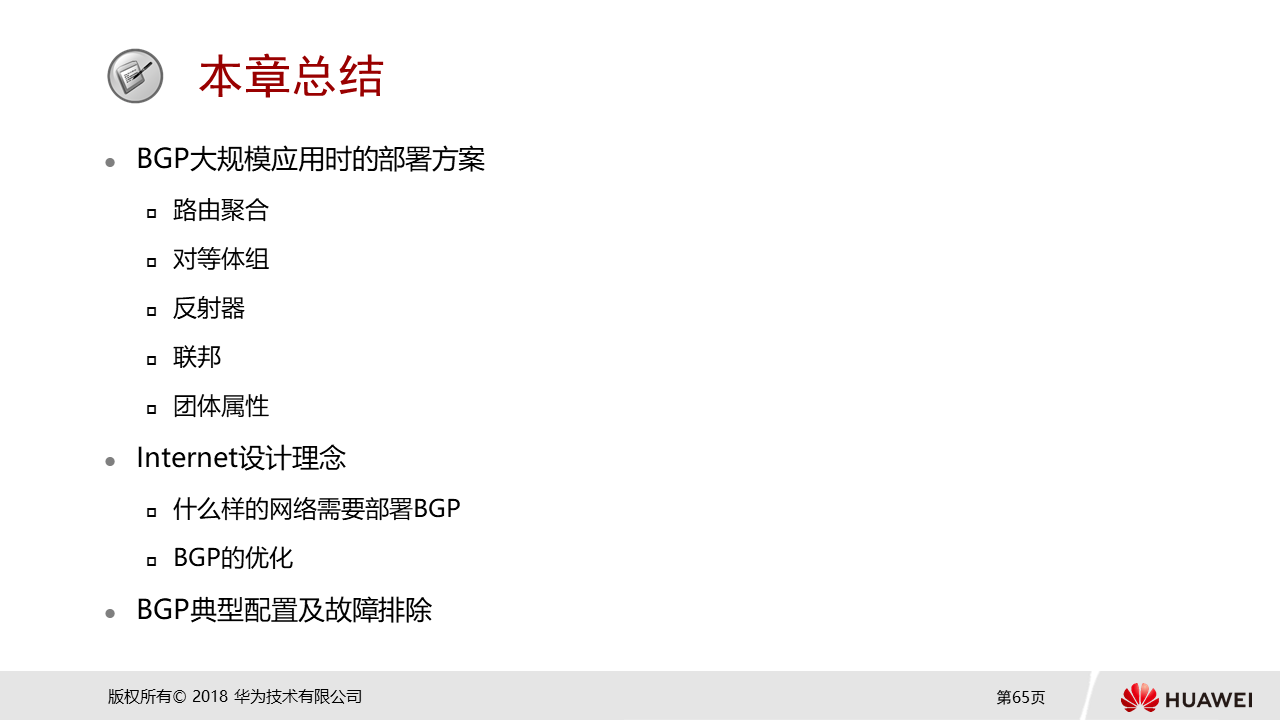 本章总结
BGP大规模应用时的部署方案
路由聚合
对等体组
反射器
联邦
团体属性
Internet设计理念
什么样的网络需要部署BGP
BGP的优化
BGP典型配置及故障排除
版权所有© 2018 华为技术有限公司
第65页
HUAWEI